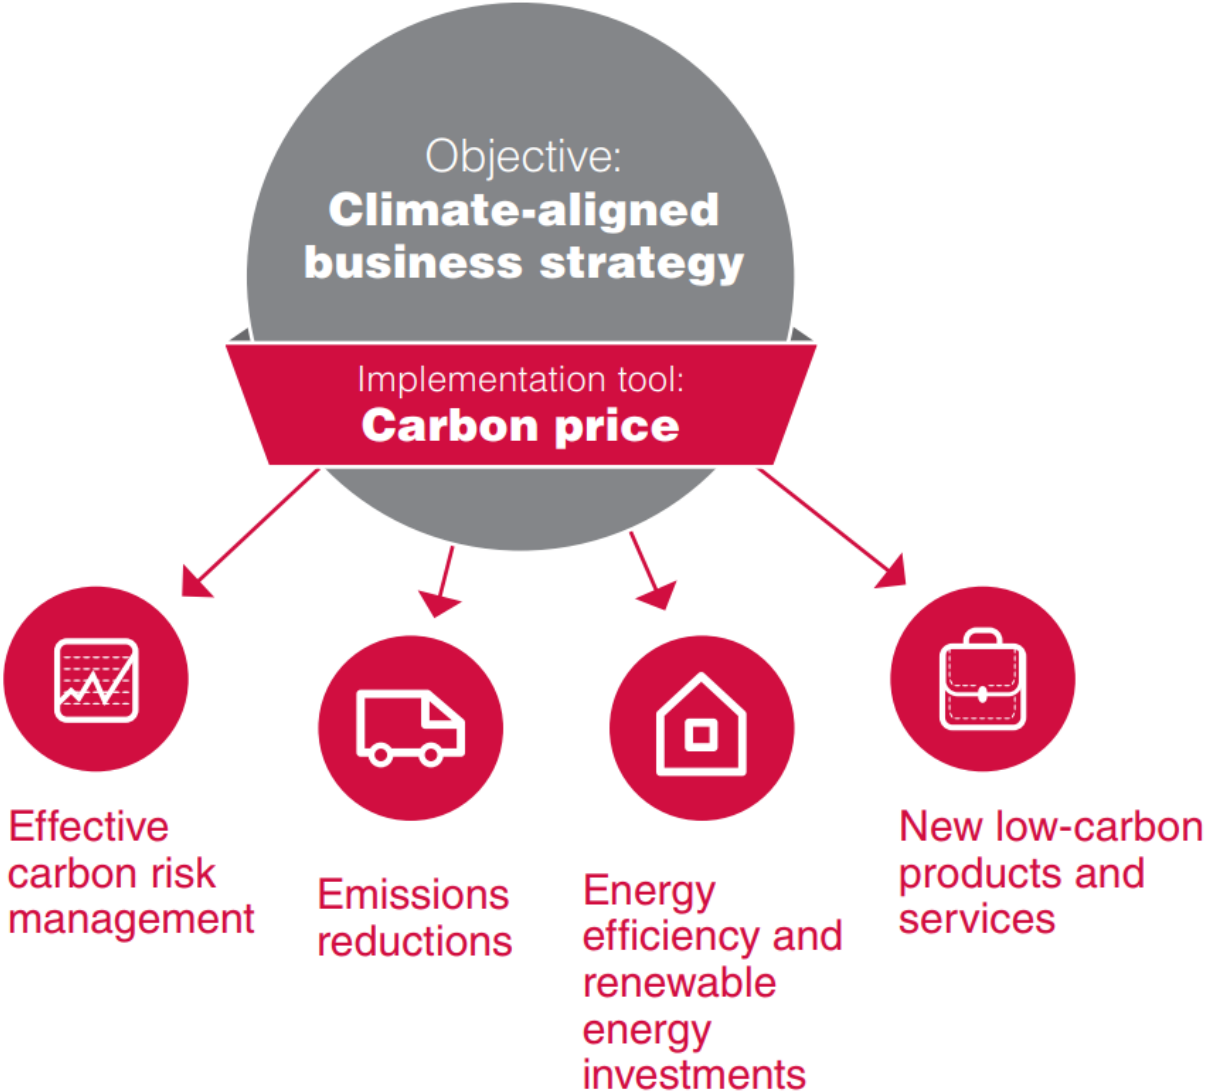 Objective:
Climate-aligned
business strategy
Implementation tool:
Carbon price
Effective
carbon risk
management
Emissions
reductions
Energy
efficiency and
renewable
energy
investments
New low-carbon
products and
services